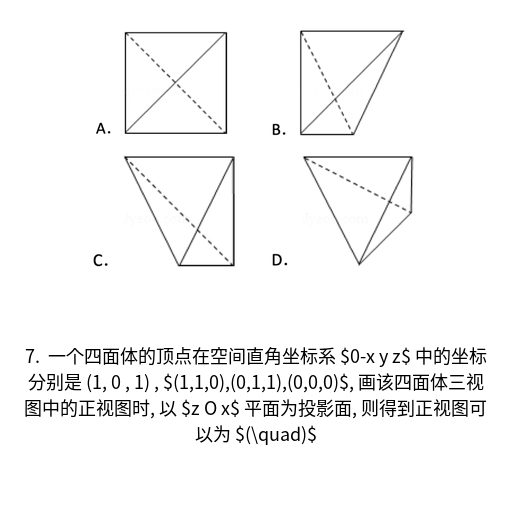 A.
B.
C.
D.
7. 一个四面体的顶点在空间直角坐标系 $0-x y z$ 中的坐标
分别是 (1, 0 , 1) , $(1,1,0),(0,1,1),(0,0,0)$, 画该四面体三视
图中的正视图时, 以 $z O x$ 平面为投影面, 则得到正视图可
以为 $(\quad)$